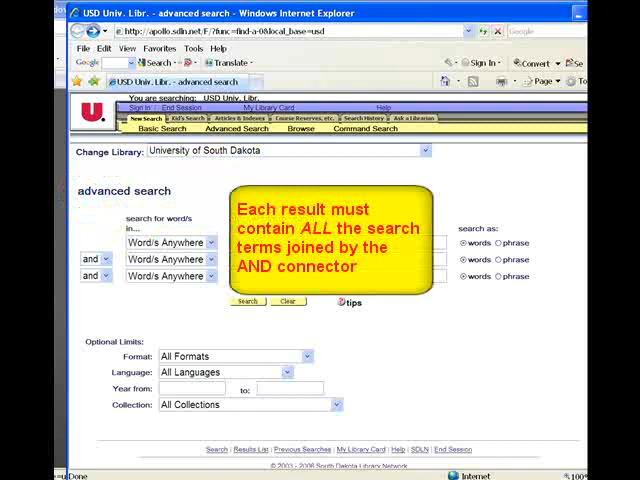 USD Univ. Libr. - advanced search - Windows Internet Explorer
http://apollo.sdln.net/F/?func=find-a-0&local_base=usd
File Edit View Favorites Tools Help
Google Search Translate Sign In Convert Select
USD Univ. Libr. - advanced search Page To
You are searching: USD Univ. Libr.
Sign In / End Session My Library Card Help
New Search Kid's Search Articles & Indexes Course Reserves, etc. Search History Ask a Librarian
Basic Search Advanced Search Browse Command Search
Change Library: University of South Dakota
advanced search
search for word/s in... search as:
Word/s Anywhere words phrase
and Word/s Anywhere words phrase
and Word/s Anywhere words phrase
Each result must
contain ALL the search
terms joined by the
AND connector
Search Clear tips
Optional Limits:
Format: All Formats
Language: All Languages
Year from: to:
Collection: All Collections
Search | Results List | Previous Searches | My Library Card | Help | SDLN | End Session
© 2003 - 2006 South Dakota Library Network
Done Internet 100%